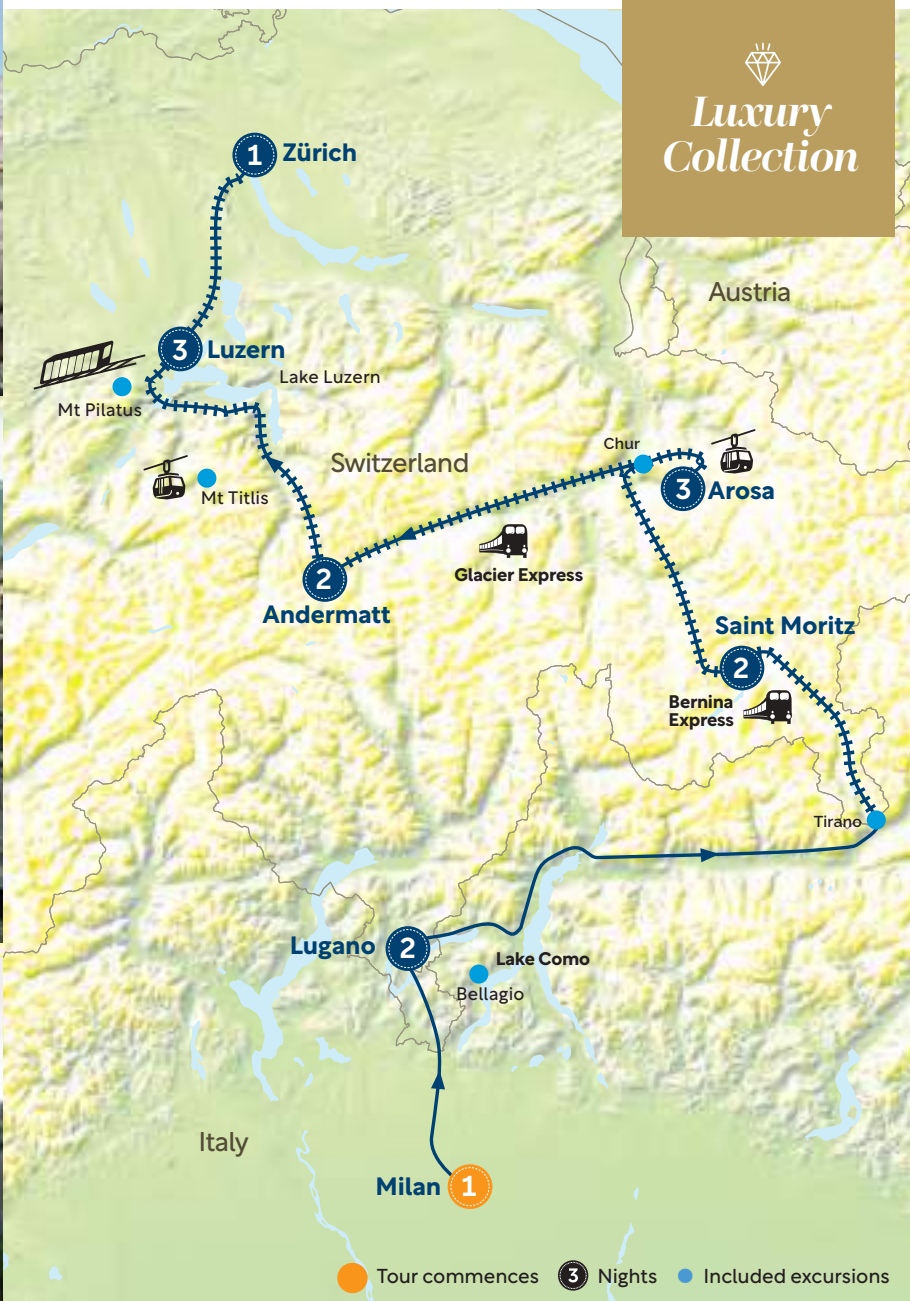 Luxury
Collection
1 Zürich
Austria
3 Luzern
Lake Luzern
Mt Pilatus
Switzerland
Chur
Mt Titlis
3 Arosa
Glacier Express
2
Andermatt
Saint Moritz
2
Bernina
Express
Tirano
Lugano 2
Lake Como
Bellagio
Italy
Milan 1
Tour commences 3 Nights Included excursions